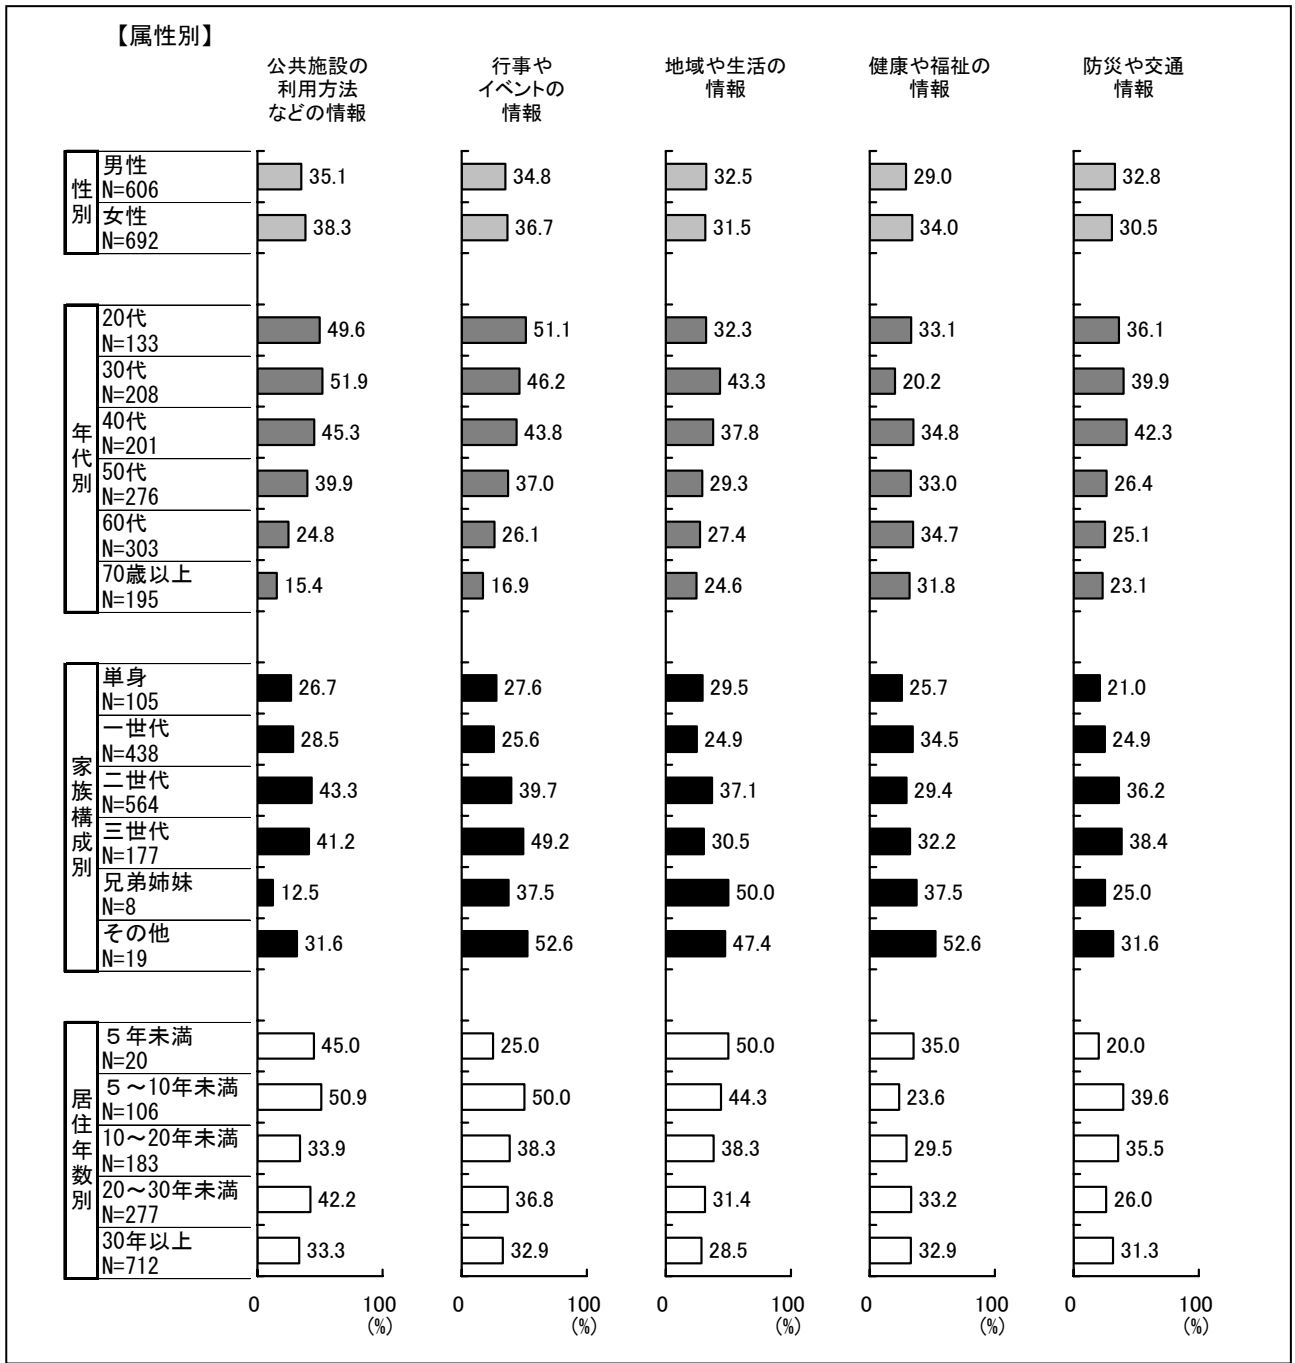 【属性別】
公共施設の
利用方法
などの情報
行事や
イベントの
情報
地域や生活の
情報
健康や福祉の
情報
防災や交通
情報
性別
男性
N=606
35.1
34.8
32.5
29.0
32.8
女性
N=692
38.3
36.7
31.5
34.0
30.5
年代別
20代
N=133
49.6
51.1
32.3
33.1
36.1
30代
N=208
51.9
46.2
43.3
20.2
39.9
40代
N=201
45.3
43.8
37.8
34.8
42.3
50代
N=276
39.9
37.0
29.3
33.0
26.4
60代
N=303
24.8
26.1
27.4
34.7
25.1
70歳以上
N=195
15.4
16.9
24.6
31.8
23.1
家族構成別
単身
N=105
26.7
27.6
29.5
25.7
21.0
一世代
N=438
28.5
25.6
24.9
34.5
24.9
二世代
N=564
43.3
39.7
37.1
29.4
36.2
三世代
N=177
41.2
49.2
30.5
32.2
38.4
兄弟姉妹
N=8
12.5
37.5
50.0
37.5
25.0
その他
N=19
31.6
52.6
47.4
52.6
31.6
居住年数別
５年未満
N=20
45.0
25.0
50.0
35.0
20.0
５～10年未満
N=106
50.9
50.0
44.3
23.6
39.6
10～20年未満
N=183
33.9
38.3
38.3
29.5
35.5
20～30年未満
N=277
42.2
36.8
31.4
33.2
26.0
30年以上
N=712
33.3
32.9
28.5
32.9
31.3
0 100
(%)
0 100
(%)
0 100
(%)
0 100
(%)
0 100
(%)